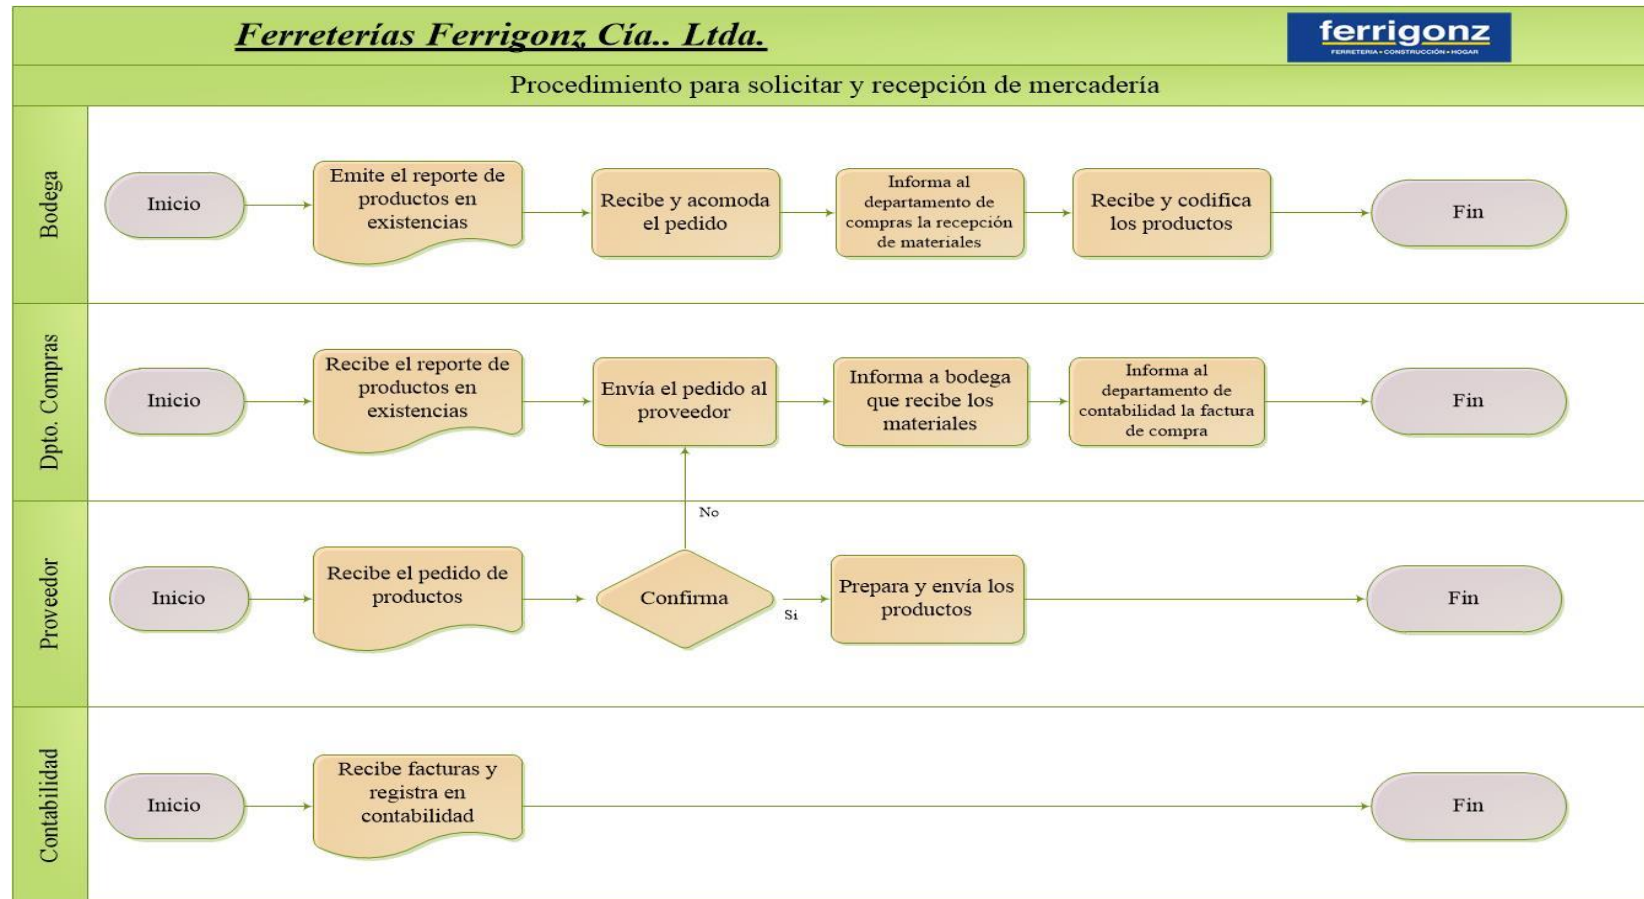 Ferreterías Ferrigonz Cía.. Ltda.
ferrigonz
FERRETERIA - CONSTRUCCIÓN - HOGAR
Procedimiento para solicitar y recepción de mercadería
Bodega
Inicio
Emite el reporte de
productos en
existencias
Recibe y acomoda
el pedido
Informa al
departamento de
compras la recepción
de materiales
Recibe y codifica
los productos
Fin
Dpto. Compras
Inicio
Recibe el reporte de
productos en
existencias
Envía el pedido al
proveedor
Informa a bodega
que recibe los
materiales
Informa al
departamento de
contabilidad la factura
de compra
Fin
No
Proveedor
Inicio
Recibe el pedido de
productos
Confirma
Si
Prepara y envía los
productos
Fin
Contabilidad
Inicio
Recibe facturas y
registra en
contabilidad
Fin